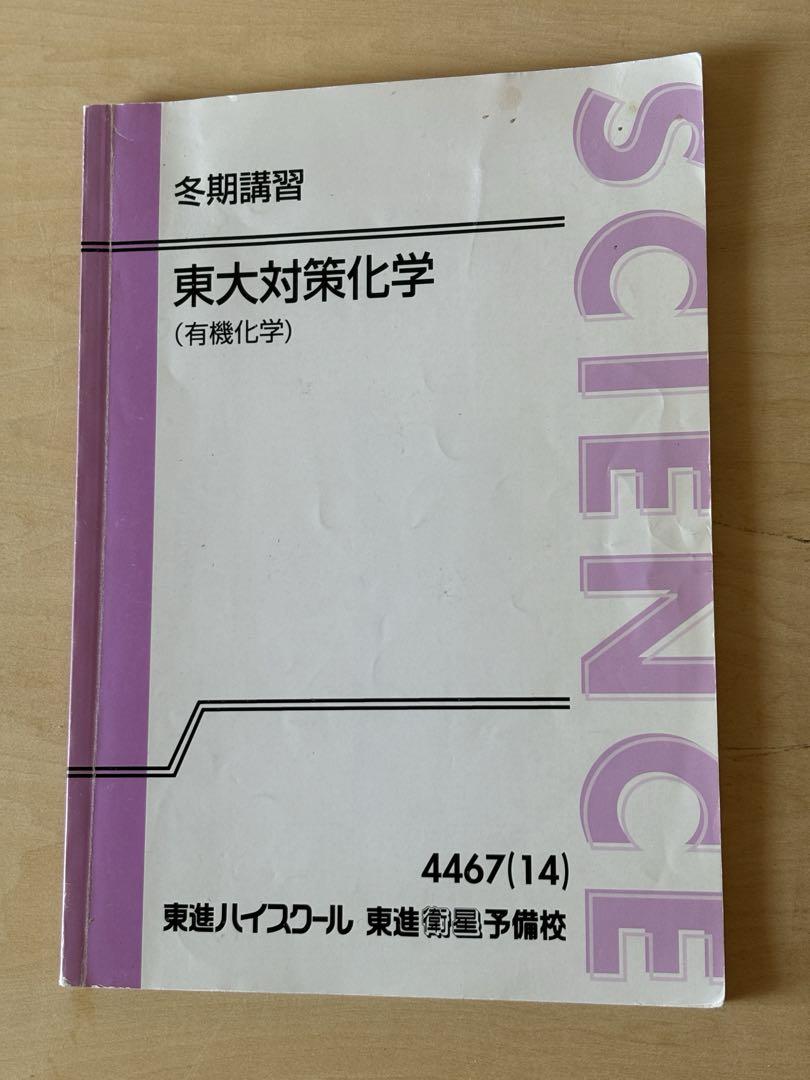 冬期講習
東大対策化学
(有機化学)
SCIENCE
4467(14)
東進ハイスクール 東進衛星予備校